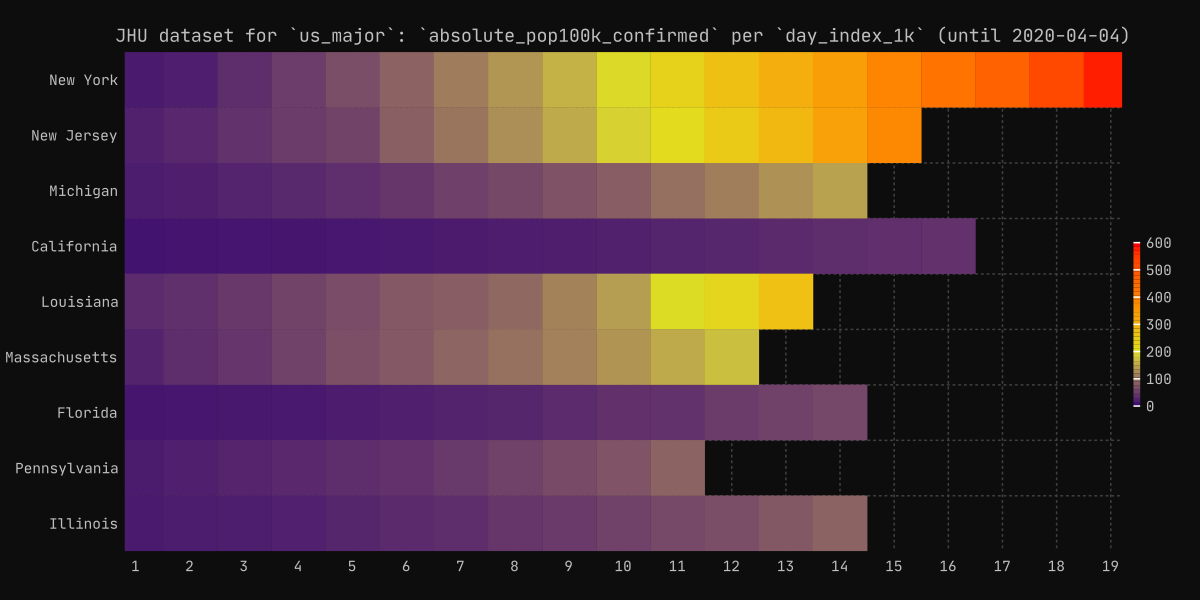 JHU dataset for `us_major`: `absolute_pop100k_confirmed` per `day_index_1k` (until 2020-04-04)
New York
New Jersey
Michigan
California
Louisiana
Massachusetts
Florida
Pennsylvania
Illinois
1 2 3 4 5 6 7 8 9 10 11 12 13 14 15 16 17 18 19
600
500
400
300
200
100
0